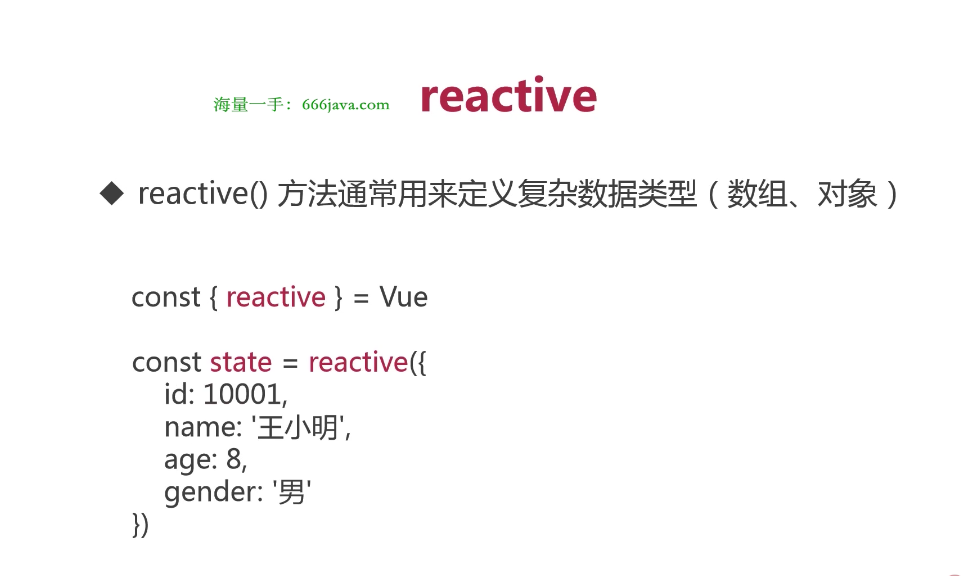 海量一手：666java.com
reactive
◆ reactive() 方法通常用来定义复杂数据类型（数组、对象）
const { reactive } = Vue
const state = reactive({
id: 10001,
name: '王小明',
age: 8,
gender: '男'
})